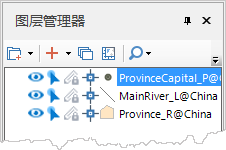 图层管理器
ProvinceCapital_P@
MainRiver_L@China
Province_R@China